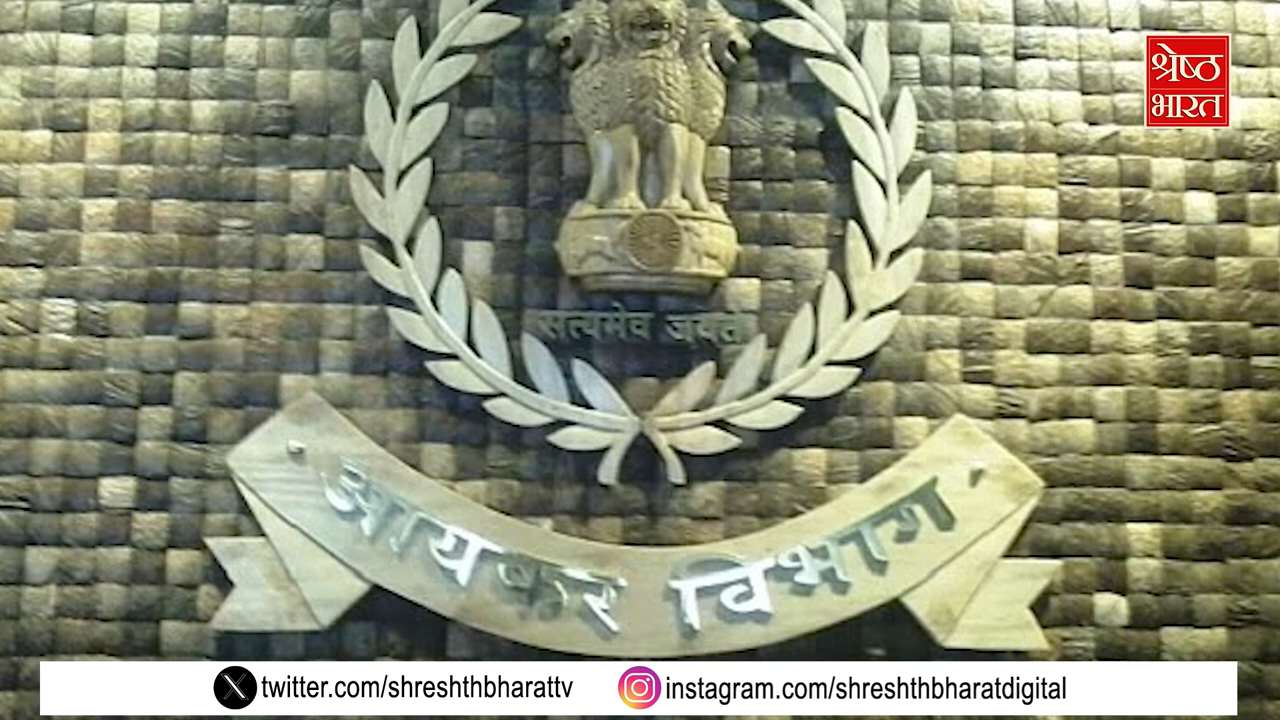 श्रेष्ठ
भारत
सत्यमेव जयते
आयकर विभाग
twitter.com/shreshthbharattv
instagram.com/shreshthbharatdigital